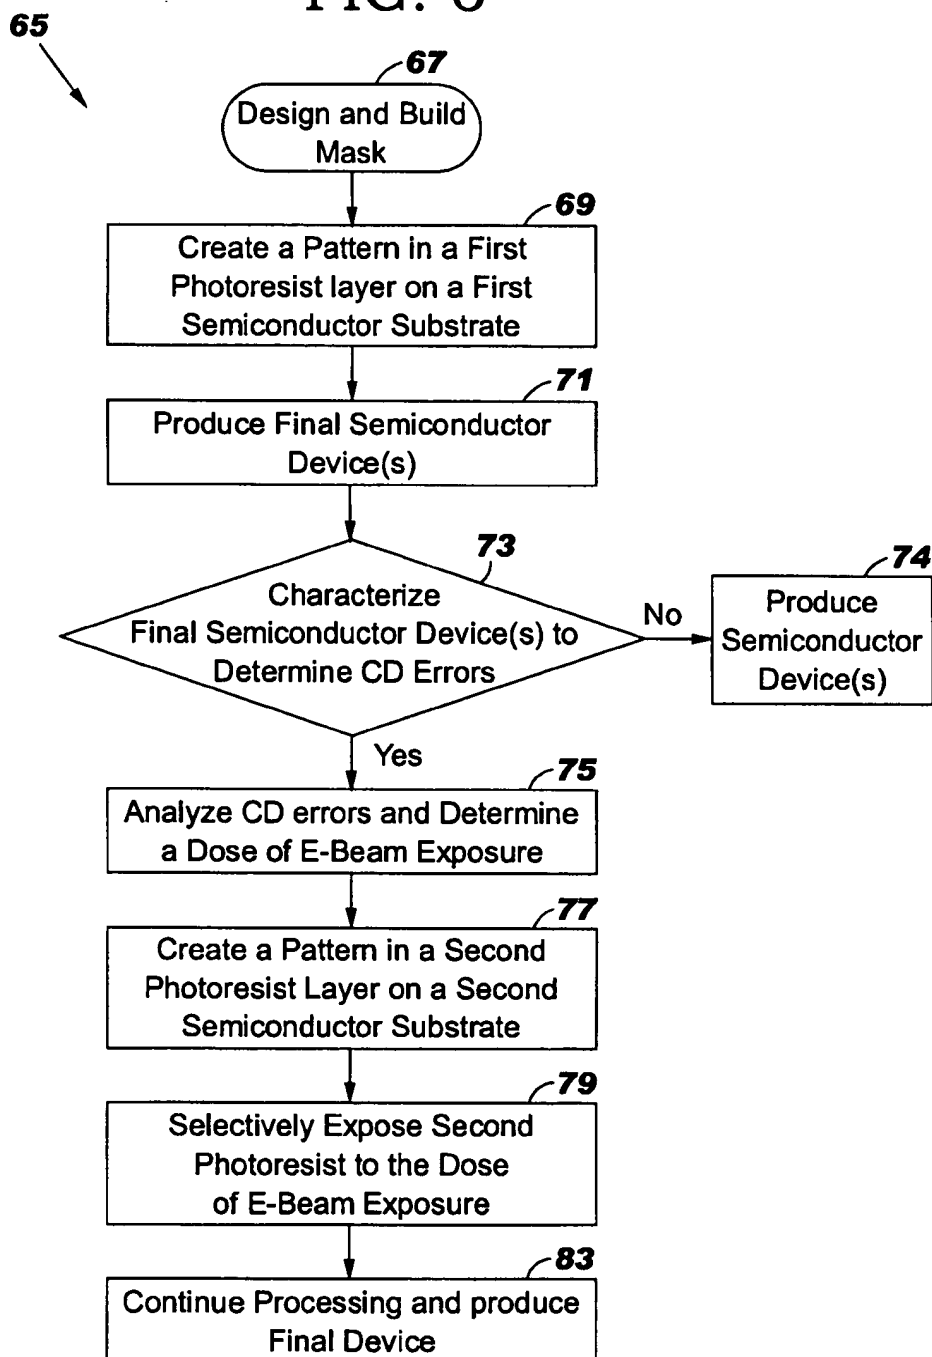 65
67
Design and Build
Mask
69
Create a Pattern in a First
Photoresist layer on a First
Semiconductor Substrate
71
Produce Final Semiconductor
Device(s)
73
Characterize
Final Semiconductor Device(s) to
Determine CD Errors
No
74
Produce
Semiconductor
Device(s)
Yes
75
Analyze CD errors and Determine
a Dose of E-Beam Exposure
77
Create a Pattern in a Second
Photoresist Layer on a Second
Semiconductor Substrate
79
Selectively Expose Second
Photoresist to the Dose
of E-Beam Exposure
83
Continue Processing and produce
Final Device